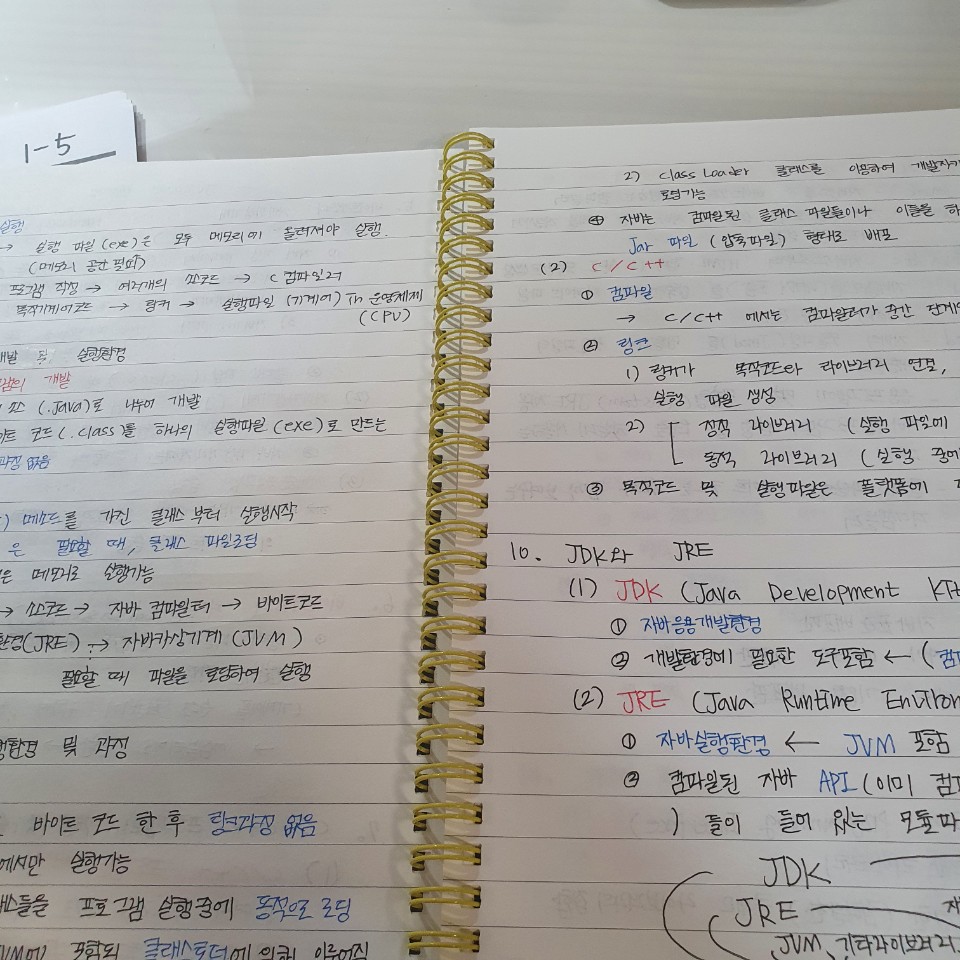 1-5
실행
→ 실행 파일(exe)은 모두 메모리에 올려져야 실행.
(메모리 공간 필요)
프로그램 작성 → 여러개의 소스코드 → C 컴파일러
목적기계어코드 → 링커 → 실행파일 (기계어) in 운영체제
(CPU)
개발 및 실행환경
개발
소스 (.java)로 나누어 개발
코드(.class)를 하나의 실행파일(exe)로 만드는
과정 없음
) 메소드를 가진 클래스부터 실행시작
은 필요할 때, 클래스 파일로딩
메모리로 실행가능
→ 소스코드 → 자바 컴파일러 → 바이트코드
환경(JRE) → 자바가상기계 (JVM)
필요할 때 파일을 로딩하여 실행
환경 및 과정
바이트 코드 한 후 링크과정 없음
에서만 실행가능
프로그램 실행중에 동적으로 로딩
포함된 클래스로더에 의해 이루어짐
2) Class Loader 클래스를 이용하여 개발자가
로딩가능
④ 자바는 컴파일된 클래스 파일들이나 이들을 하
Jar 파일 (압축파일) 형태로 배포
(2) C/C++
① 컴파일
→ C/C++ 에서는 컴파일러가 중간 단계인
② 링크
1) 링커가 목적코드와 라이브러리 연결,
실행 파일 생성
2) 정적 라이브러리 (실행 파일에
동적 라이브러리 (실행 중에
③ 목적코드 및 실행파일은 플랫폼에
10. JDK와 JRE
(1) JDK (Java Development Kit
① 자바응용개발환경
② 개발환경에 필요한 도구포함 ← (컴파
(2) JRE (Java Runtime Environ
① 자바실행환경 ← JVM 포함
② 컴파일된 자바 API (이미 컴파
) 들이 들어 있는 모듈파
JDK
JRE
JVM, 기타라이브러리